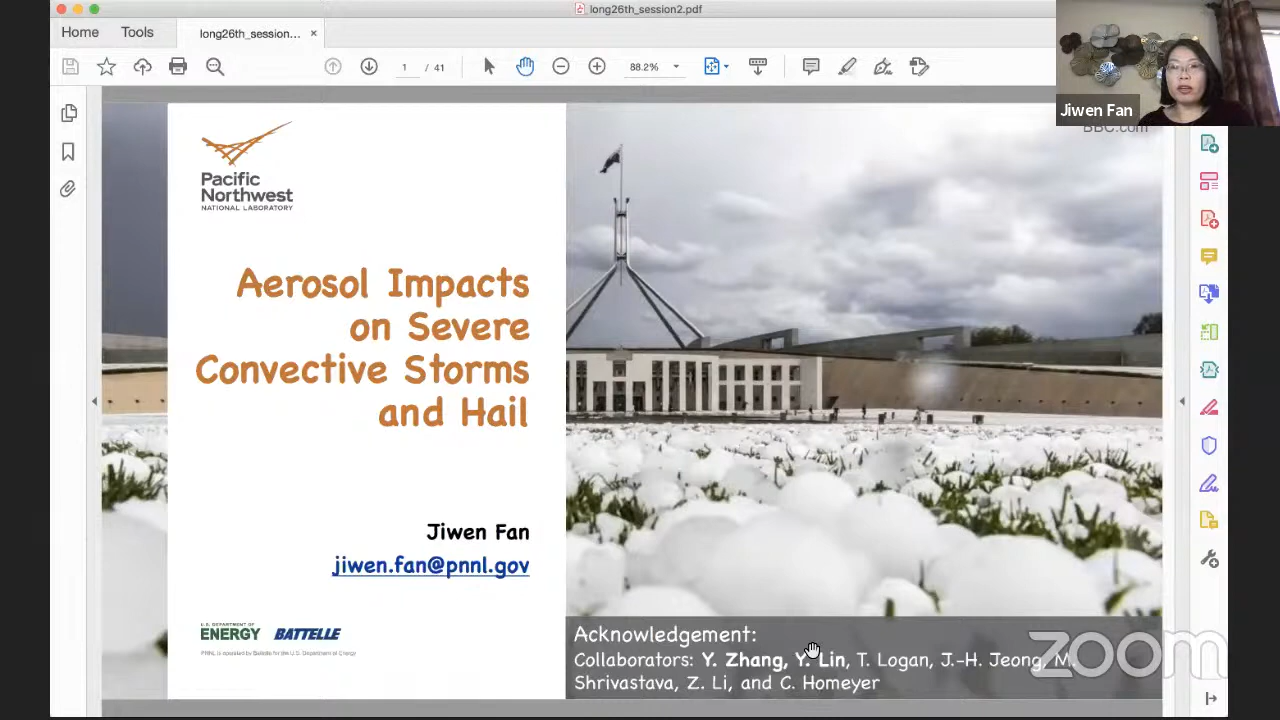 long26th_session2.pdf
Home
Tools
long26th_session...
1 / 41
88.2%
Jiwen Fan
BBC.com
Pacific
Northwest
NATIONAL LABORATORY
Aerosol Impacts
on Severe
Convective Storms
and Hail
Jiwen Fan
jiwen.fan@pnnl.gov
U.S. DEPARTMENT OF
ENERGY
BATTELLE
PNNL is operated by Battelle for the U.S. Department of Energy
Acknowledgement:
Collaborators: Y. Zhang, Y. Lin, T. Logan, J.-H. Jeong, M.
Shrivastava, Z. Li, and C. Homeyer
zoom